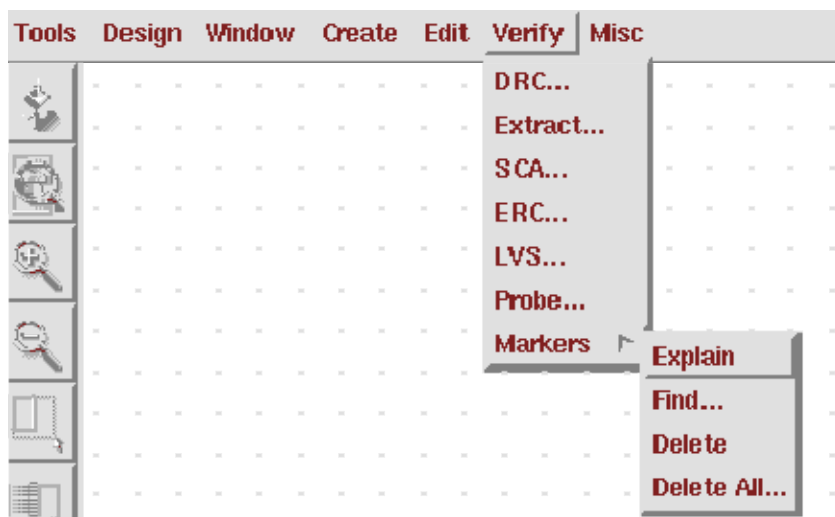 Tools Design Window Create Edit Verify Misc
DRC...
Extract...
SCA...
ERC...
LVS...
Probe...
Markers
Explain
Find...
Delete
Delete All...